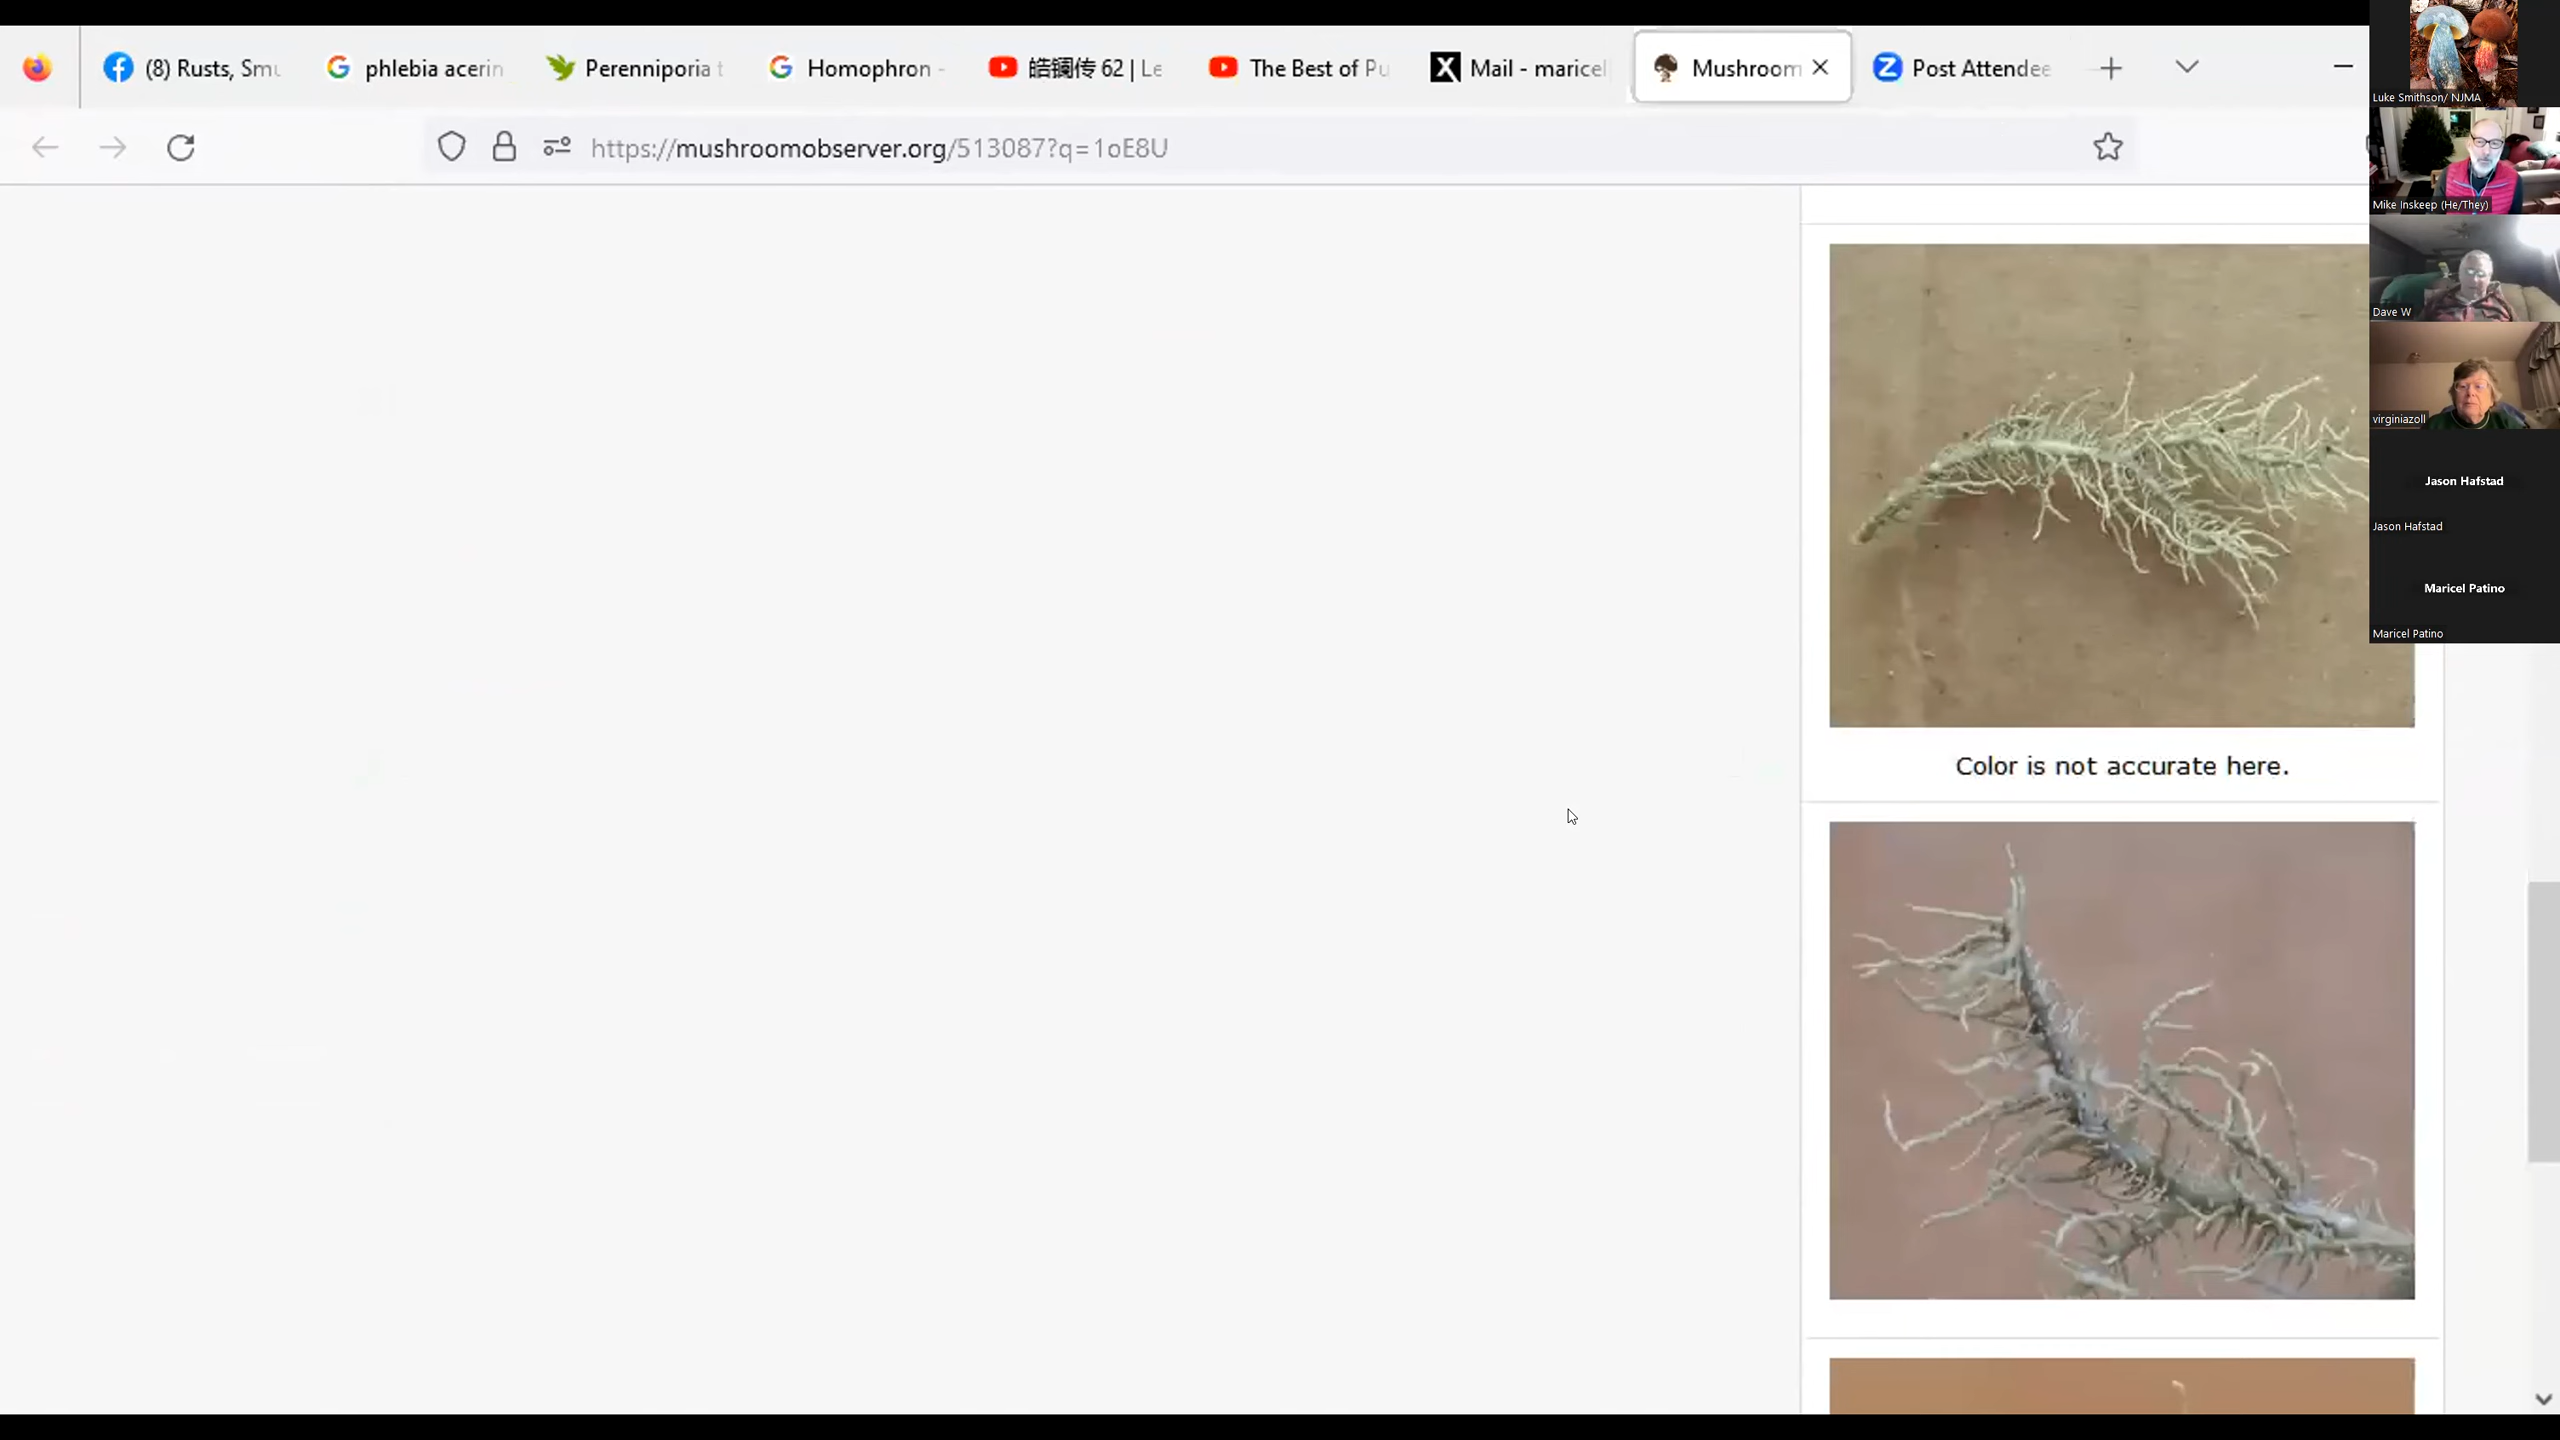 (8) Rusts, Smu
phlebia acerin
Perenniporia t
Homophron -
皓镧传 62 | Le
The Best of Pu
X Mail - maricel
Mushroom
Z Post Attendee
https://mushroomobserver.org/513087?q=1oE8U
Luke Smithson/ NJMA
Mike Inskeep (He/They)
Dave W
virginiazoll
Jason Hafstad
Jason Hafstad
Maricel Patino
Maricel Patino
Color is not accurate here.